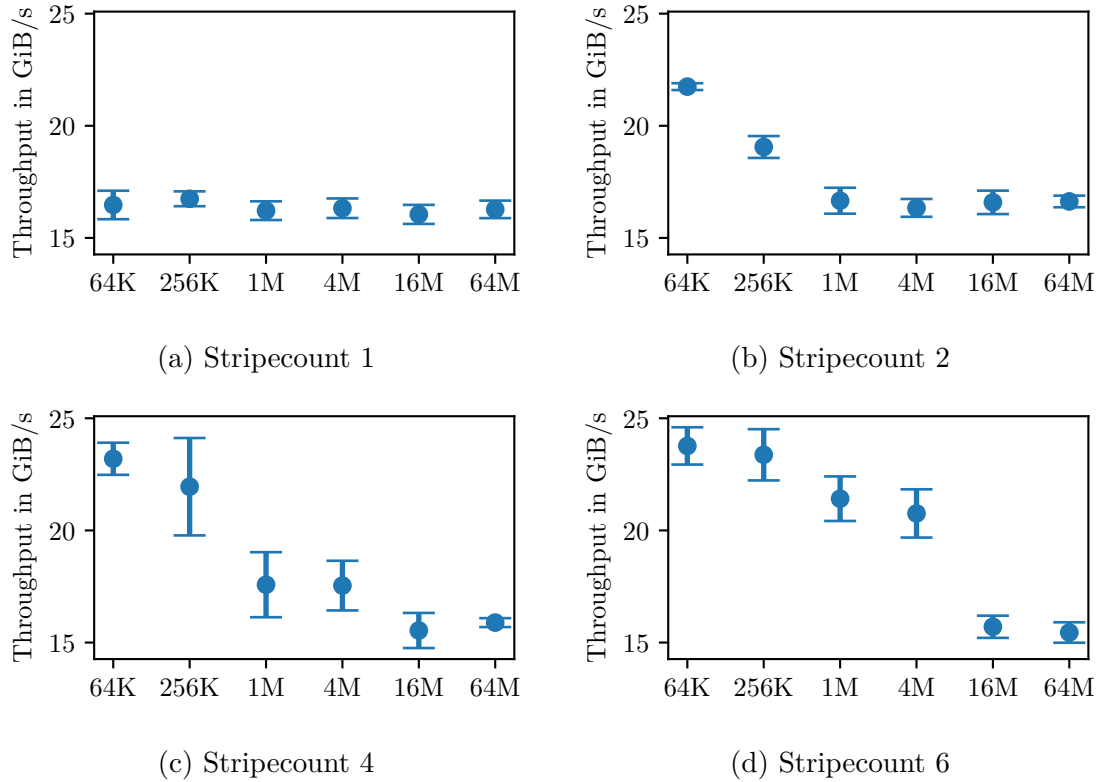 Throughput in GiB/s
25
20
15
64K 256K 1M 4M 16M 64M
(a) Stripecount 1
Throughput in GiB/s
25
20
15
64K 256K 1M 4M 16M 64M
(b) Stripecount 2
Throughput in GiB/s
25
20
15
64K 256K 1M 4M 16M 64M
(c) Stripecount 4
Throughput in GiB/s
25
20
15
64K 256K 1M 4M 16M 64M
(d) Stripecount 6